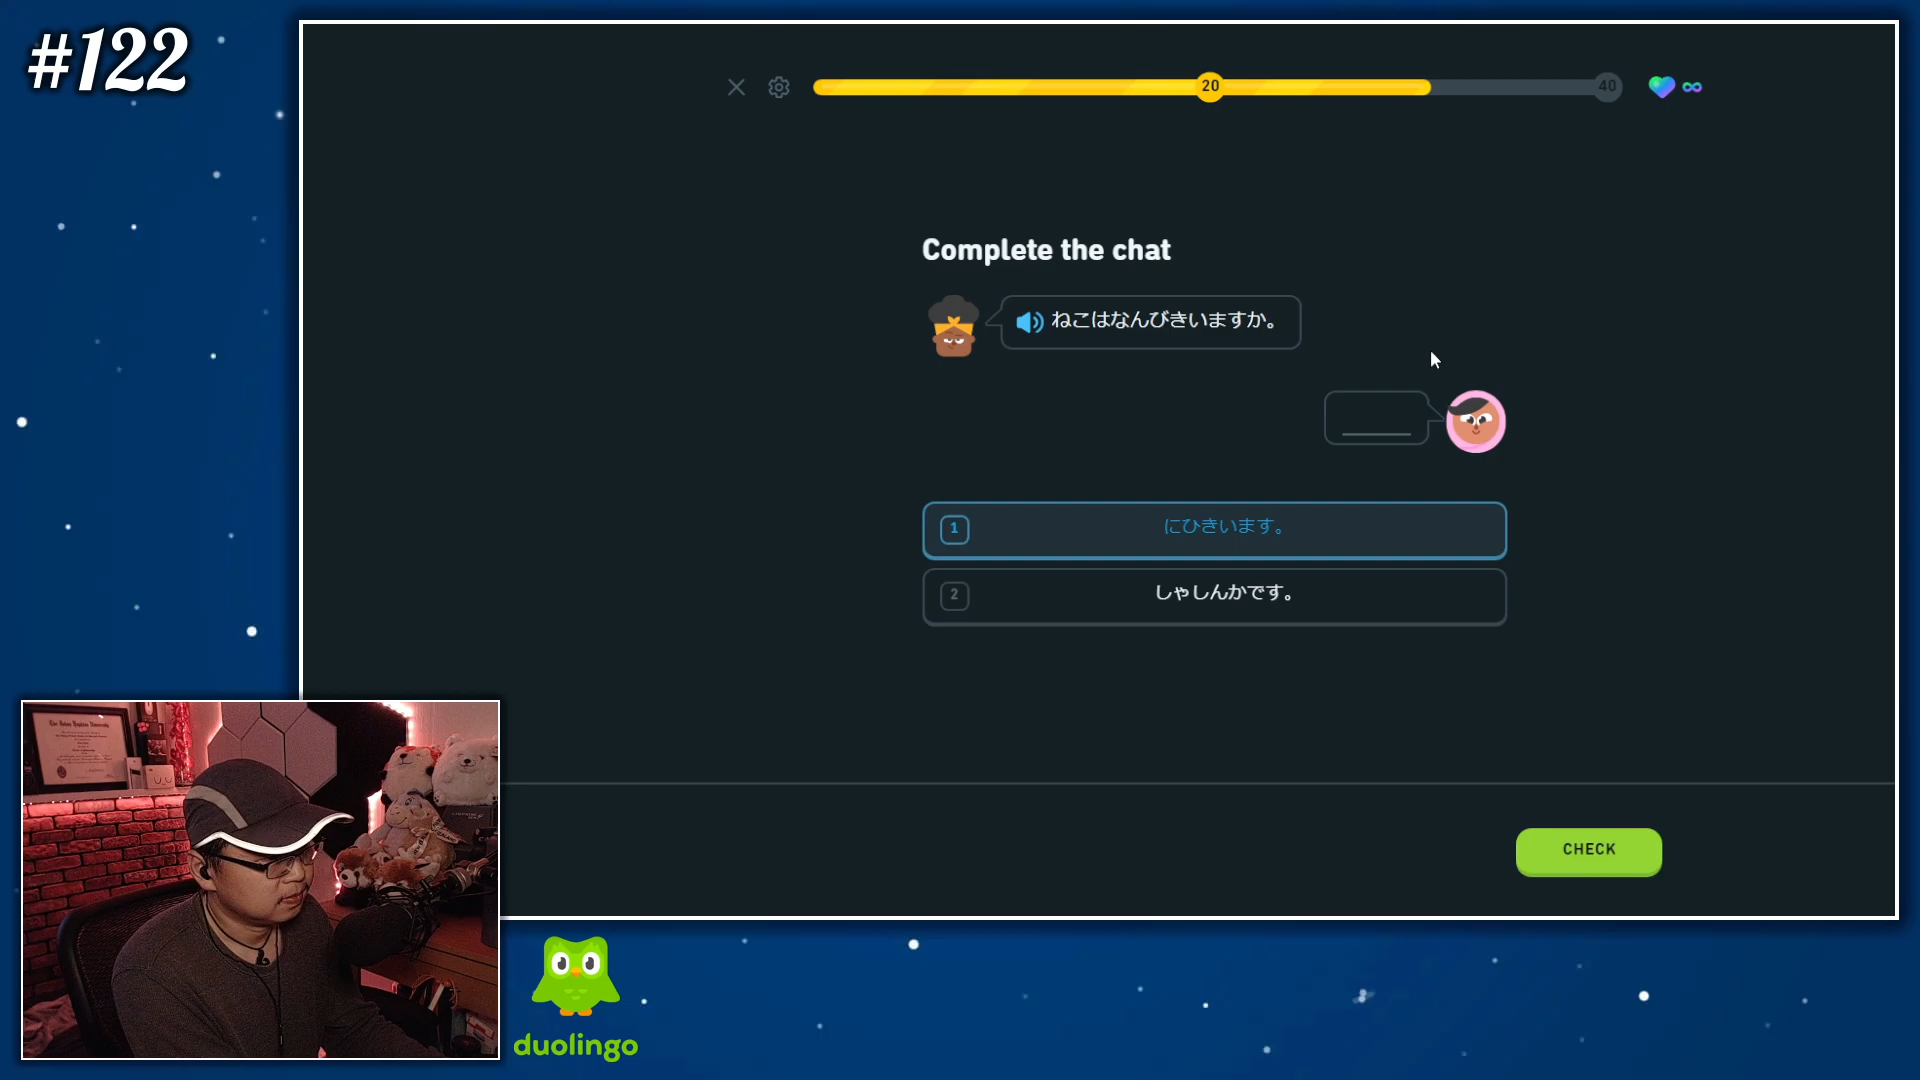 #122
20
40
Complete the chat
ねこはなんびきいますか。
1
にひきいます。
2
しゃしんかです。
CHECK
duolingo